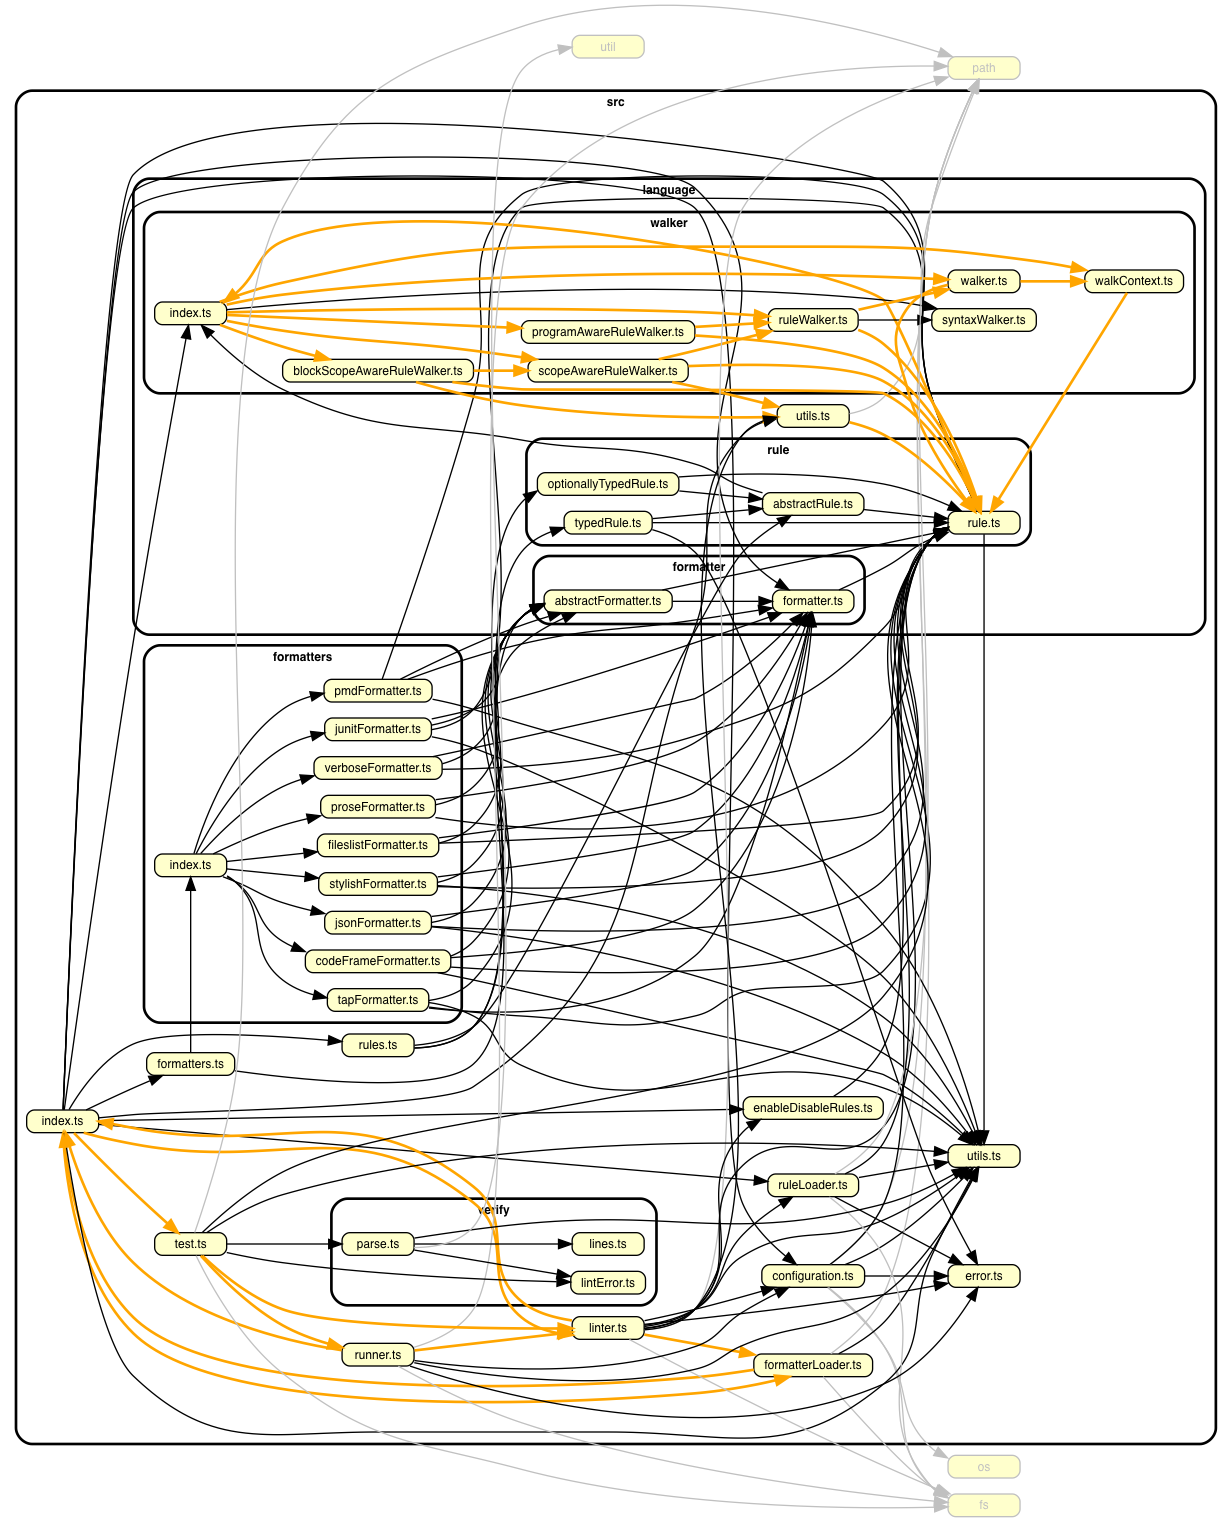 util
path
src
language
walker
walker.ts
walkContext.ts
index.ts
ruleWalker.ts
syntaxWalker.ts
programAwareRuleWalker.ts
blockScopeAwareRuleWalker.ts
scopeAwareRuleWalker.ts
utils.ts
rule
optionallyTypedRule.ts
abstractRule.ts
typedRule.ts
rule.ts
formatter
abstractFormatter.ts
formatter.ts
formatters
pmdFormatter.ts
junitFormatter.ts
verboseFormatter.ts
proseFormatter.ts
fileslistFormatter.ts
index.ts
stylishFormatter.ts
jsonFormatter.ts
codeFrameFormatter.ts
tapFormatter.ts
rules.ts
formatters.ts
enableDisableRules.ts
index.ts
utils.ts
ruleLoader.ts
verify
test.ts
parse.ts
lines.ts
configuration.ts
error.ts
lintError.ts
linter.ts
runner.ts
formatterLoader.ts
os
fs